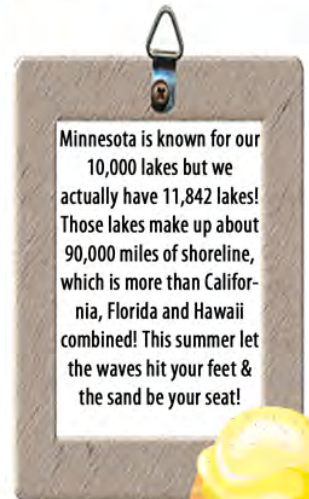 Minnesota is known for our
10,000 lakes but we
actually have 11,842 lakes!
Those lakes make up about
90,000 miles of shoreline,
which is more than Califor-
nia, Florida and Hawaii
combined! This summer let
the waves hit your feet &
the sand be your seat!